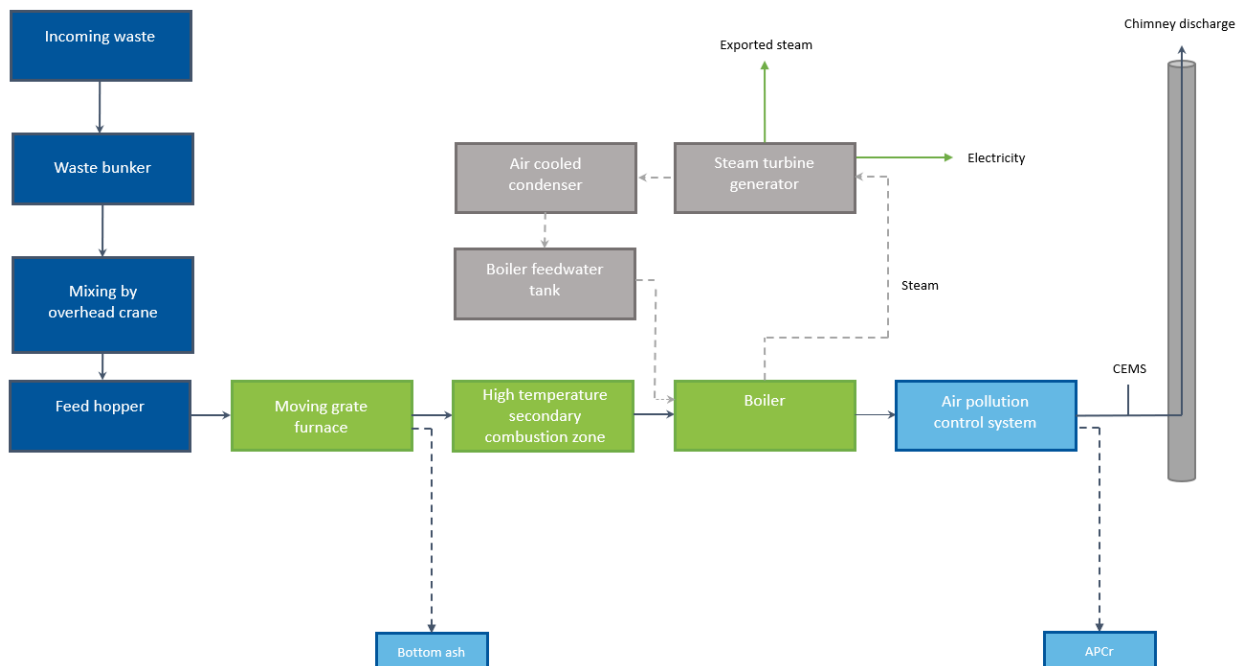 Incoming waste
Chimney discharge
Exported steam
Waste bunker
Air cooled
condenser
Steam turbine
generator
Electricity
Mixing by
overhead crane
Boiler feedwater
tank
Steam
Feed hopper
Moving grate
furnace
High temperature
secondary
combustion zone
Boiler
Air pollution
control system
CEMS
Bottom ash
APCr